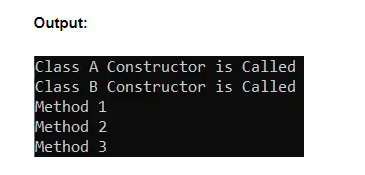 Output:
Class A Constructor is Called
Class B Constructor is Called
Method 1
Method 2
Method 3